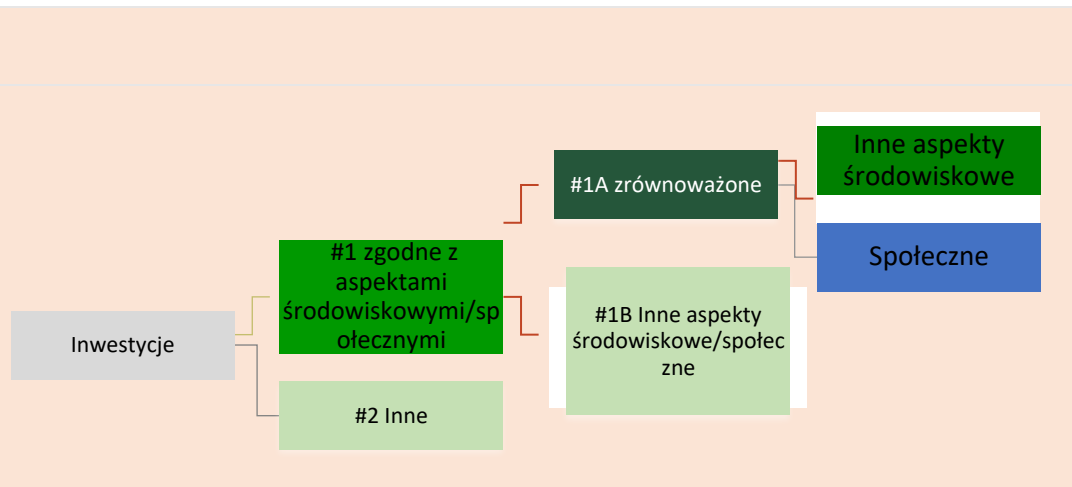 Inwestycje
#1 zgodne z
aspektami
środowiskowymi/sp
ołecznymi
#2 Inne
#1A zrównoważone
#1B Inne aspekty
środowiskowe/społec
zne
Inne aspekty
środowiskowe
Społeczne